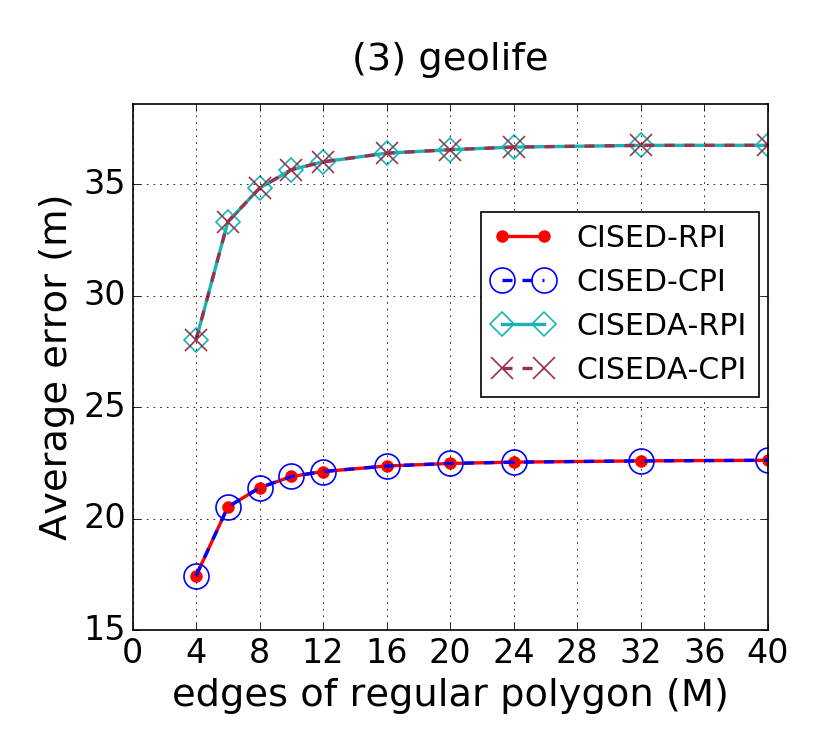 (3) geolife
Average error (m)
35
30
25
20
15
CISED-RPI
CISED-CPI
CISEDA-RPI
CISEDA-CPI
0 4 8 12 16 20 24 28 32 36 40
edges of regular polygon (M)